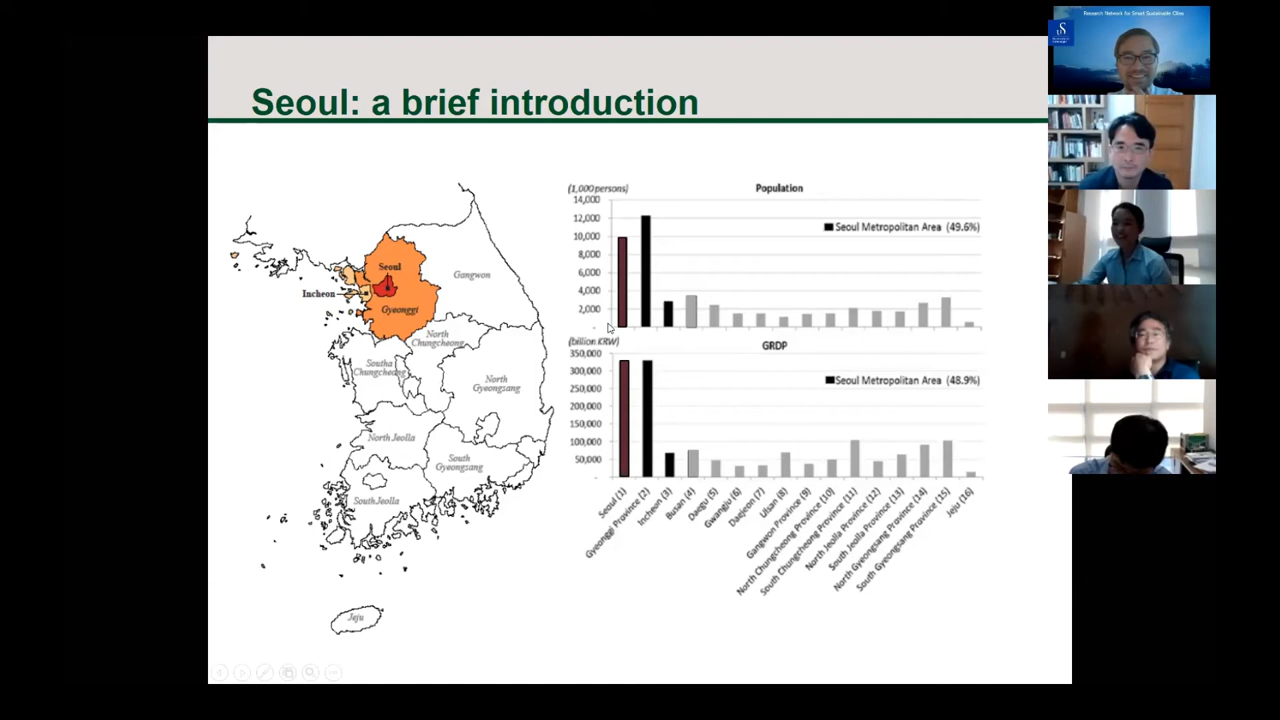 Research Network for Smart Sustainable Cities
Seoul: a brief introduction
Seoul
Incheon
Gyeonggi
Gangwon
North
Chungcheong
Southa
Chungcheong
North
Gyeongsang
North Jeolla
South
Gyeongsang
South Jeolla
Jeju
(1,000 persons)
Population
14,000
12,000
10,000
8,000
6,000
4,000
2,000
-
Seoul Metropolitan Area (49.6%)
(billion KRW)
GRDP
350,000
300,000
250,000
200,000
150,000
100,000
50,000
-
Seoul Metropolitan Area (48.9%)
Seoul (1)
Gyeonggi Province (2)
Incheon (3)
Busan (4)
Daegu (5)
Gwangju (6)
Daejeon (7)
Ulsan (8)
Gangwon Province (9)
North Chungcheong Province (10)
South Chungcheong Province (11)
North Jeolla Province (12)
South Jeolla Province (13)
North Gyeongsang Province (14)
South Gyeongsang Province (15)
Jeju (16)